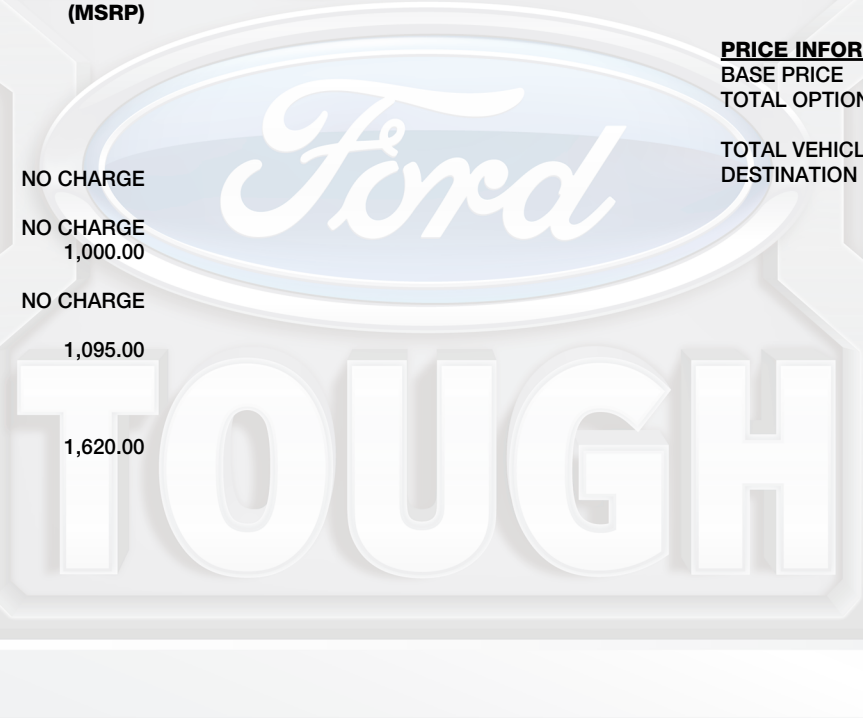 (MSRP)
NO CHARGE
NO CHARGE
1,000.00
NO CHARGE
1,095.00
1,620.00
PRICE INFOR
BASE PRICE
TOTAL OPTION
TOTAL VEHICL
DESTINATION
Ford
TOUGH